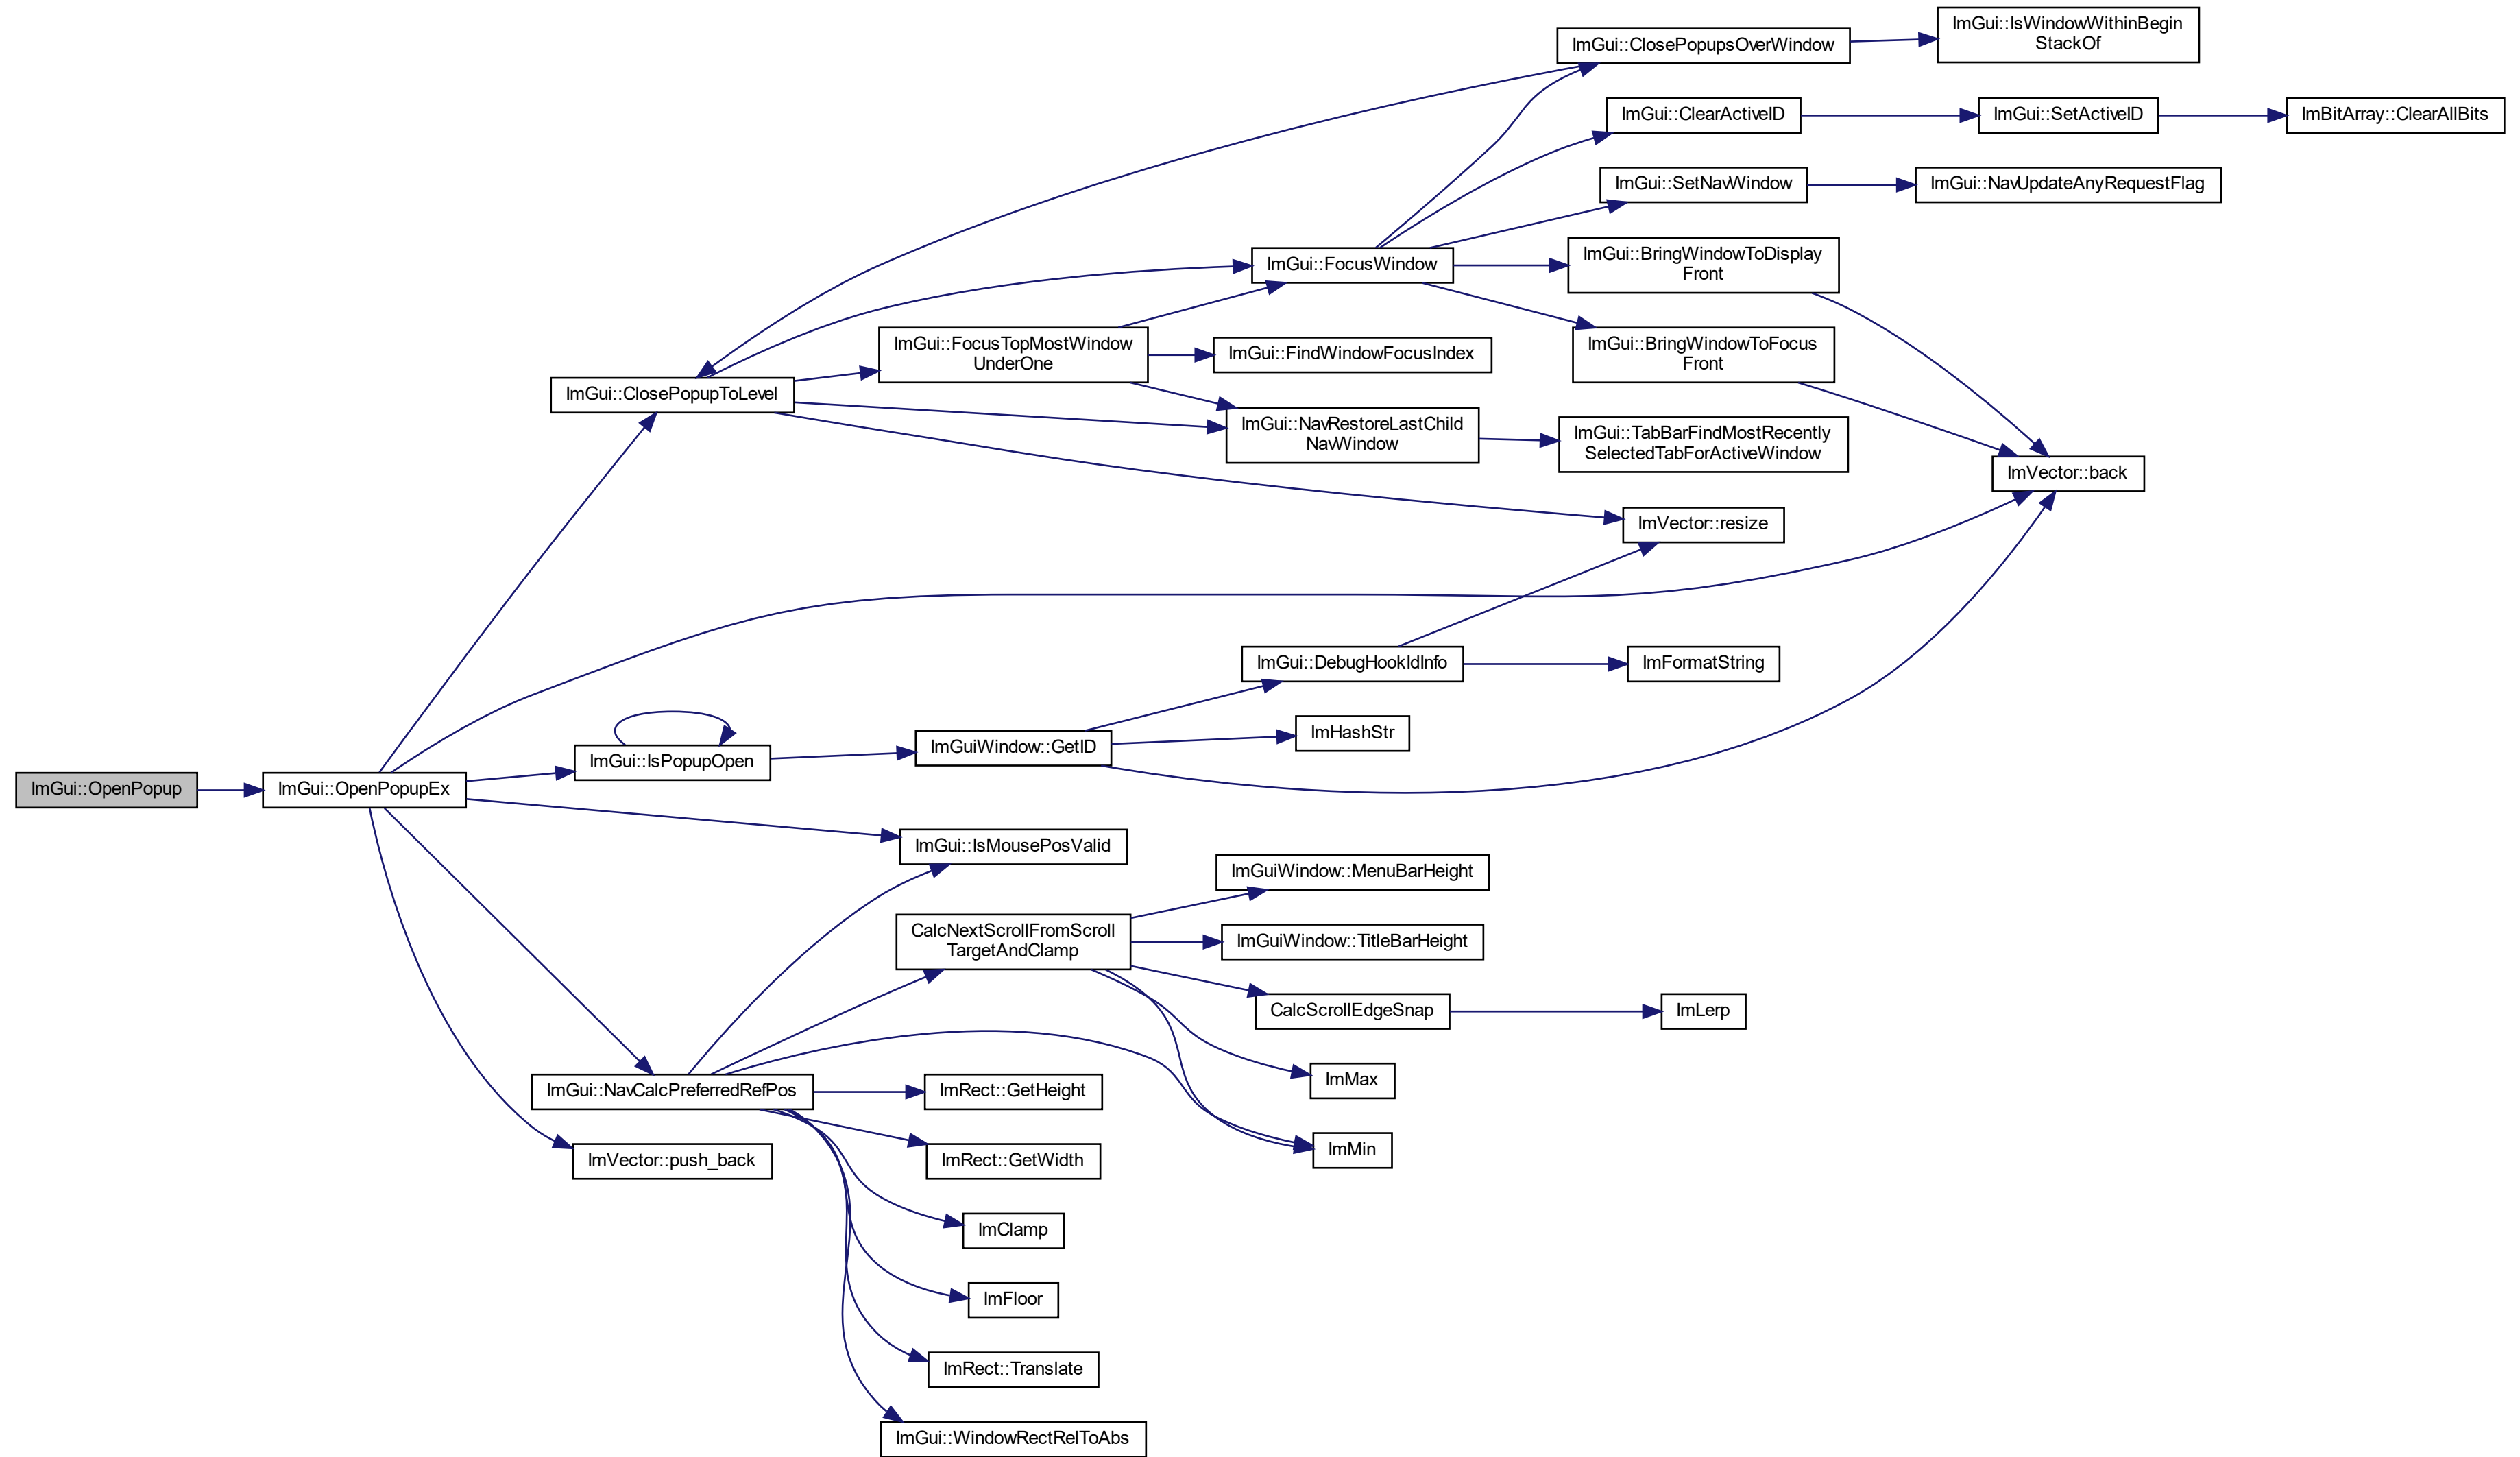 ImGui::ClosePopupsOverWindow
ImGui::IsWindowWithinBegin
StackOf
ImGui::ClearActiveID
ImGui::SetActiveID
ImBitArray::ClearAllBits
ImGui::SetNavWindow
ImGui::NavUpdateAnyRequestFlag
ImGui::FocusWindow
ImGui::BringWindowToDisplay
Front
ImGui::FocusTopMostWindow
UnderOne
ImGui::FindWindowFocusIndex
ImGui::BringWindowToFocus
Front
ImGui::ClosePopupToLevel
ImGui::NavRestoreLastChild
NavWindow
ImGui::TabBarFindMostRecently
SelectedTabForActiveWindow
ImVector::back
ImVector::resize
ImGui::DebugHookIdInfo
ImFormatString
ImGui::IsPopupOpen
ImGuiWindow::GetID
ImHashStr
ImGui::OpenPopup
ImGui::OpenPopupEx
ImGui::IsMousePosValid
ImGuiWindow::MenuBarHeight
CalcNextScrollFromScroll
TargetAndClamp
ImGuiWindow::TitleBarHeight
CalcScrollEdgeSnap
ImLerp
ImMax
ImGui::NavCalcPreferredRefPos
ImRect::GetHeight
ImMin
ImVector::push_back
ImRect::GetWidth
ImClamp
ImFloor
ImRect::Translate
ImGui::WindowRectRelToAbs